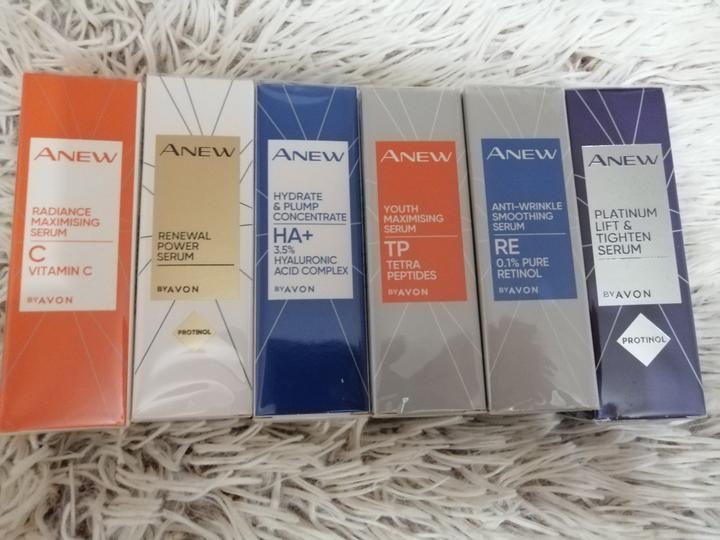 ANEW
RADIANCE
MAXIMISING
SERUM
C
VITAMIN C
BY AVON
ANEW
RENEWAL
POWER
SERUM
BY AVON
PROTINOL
ANEW
HYDRATE
& PLUMP
CONCENTRATE
HA+
3.5%
HYALURONIC
ACID COMPLEX
BY AVON
ANEW
YOUTH
MAXIMISING
SERUM
TP
TETRA
PEPTIDES
BY AVON
ANEW
ANTI-WRINKLE
SMOOTHING
SERUM
RE
0.1% PURE
RETINOL
BY AVON
ANEW
PLATINUM
LIFT &
TIGHTEN
SERUM
BY AVON
PROTINOL